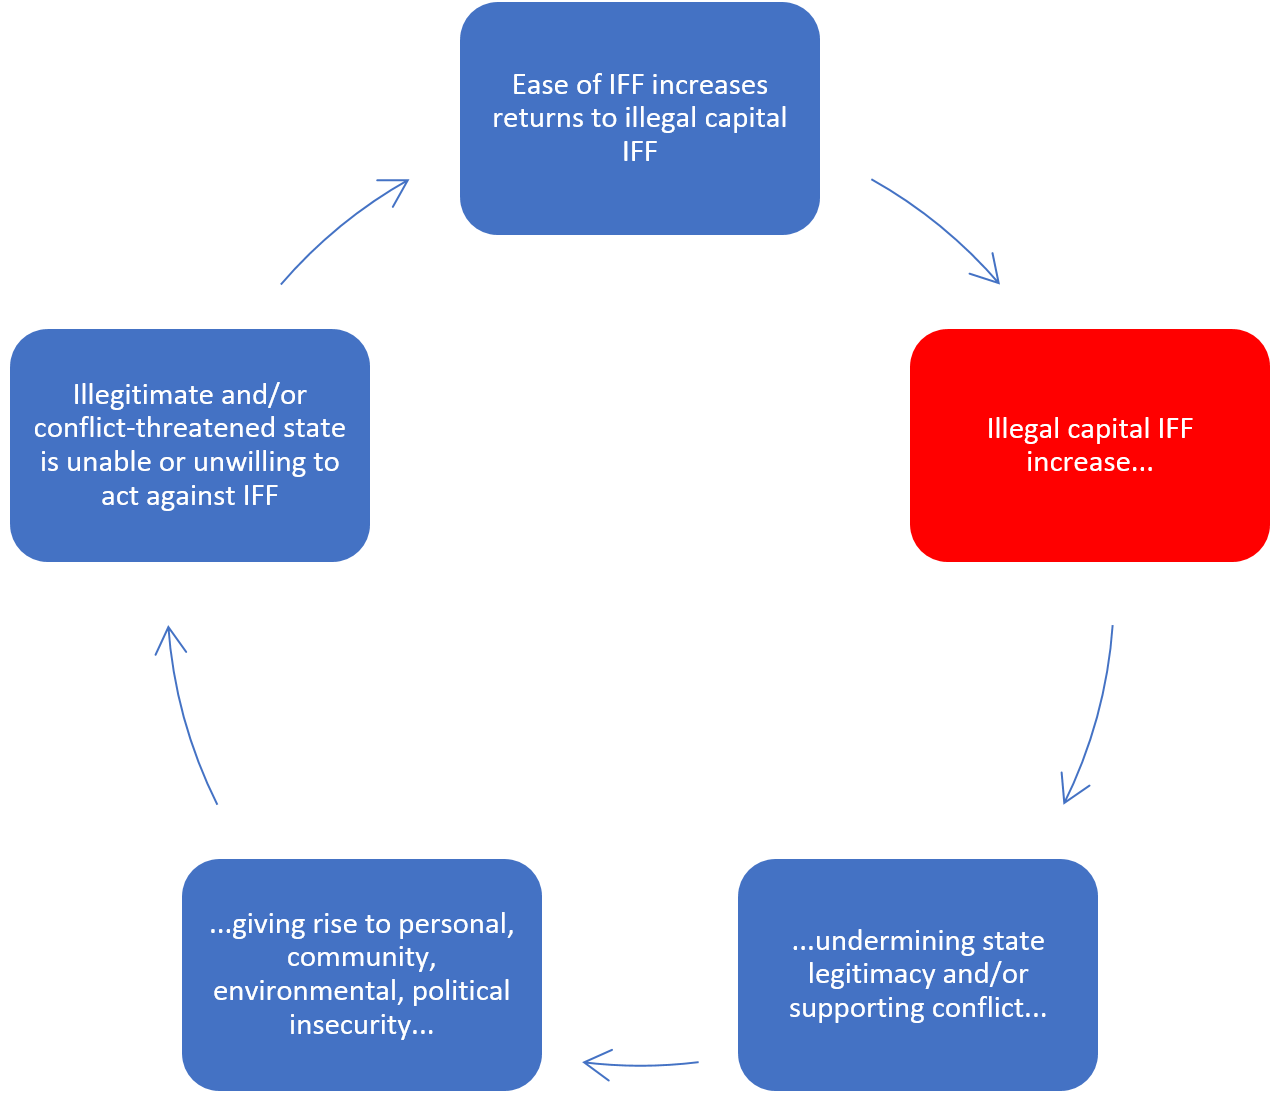 Ease of IFF increases
returns to illegal capital
IFF
Illegal capital IFF
increase...
...undermining state
legitimacy and/or
supporting conflict...
...giving rise to personal,
community,
environmental, political
insecurity...
Illegitimate and/or
conflict-threatened state
is unable or unwilling to
act against IFF